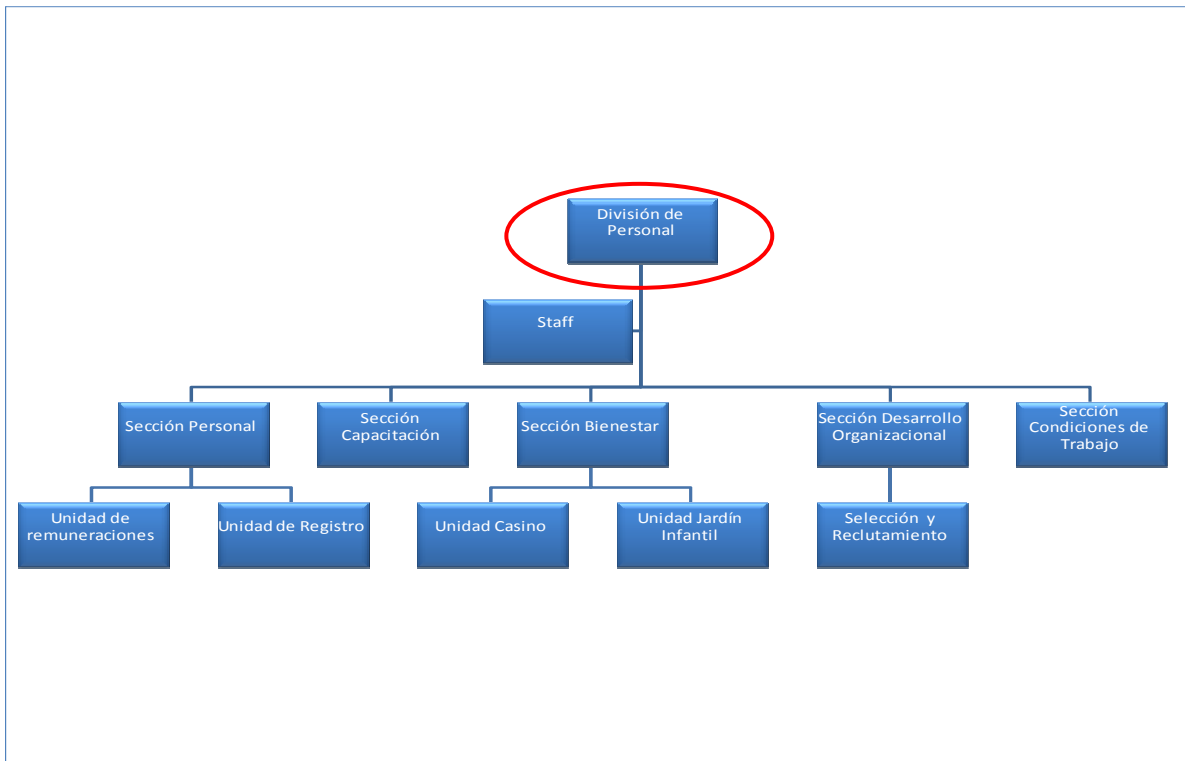 División de
Personal
Staff
Sección Personal
Sección
Capacitación
Sección Bienestar
Sección Desarrollo
Organizacional
Sección
Condiciones de
Trabajo
Unidad de
remuneraciones
Unidad de Registro
Unidad Casino
Unidad Jardín
Infantil
Selección y
Reclutamiento